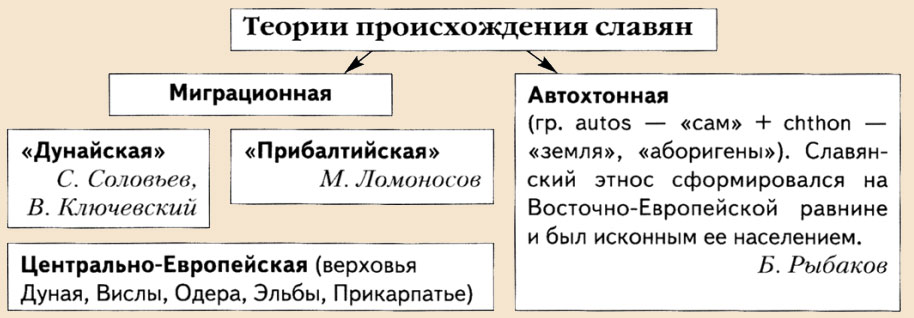 Теории происхождения славян
Миграционная
«Дунайская»
С. Соловьев,
В. Ключевский
«Прибалтийская»
М. Ломоносов
Центрально-Европейская (верховья
Дуная, Вислы, Одера, Эльбы, Прикарпатье)
Автохтонная
(гр. autos — «сам» + chthon —
«земля», «аборигены»). Славян-
ский этнос сформировался на
Восточно-Европейской равнине
и был исконным ее населением.
Б. Рыбаков